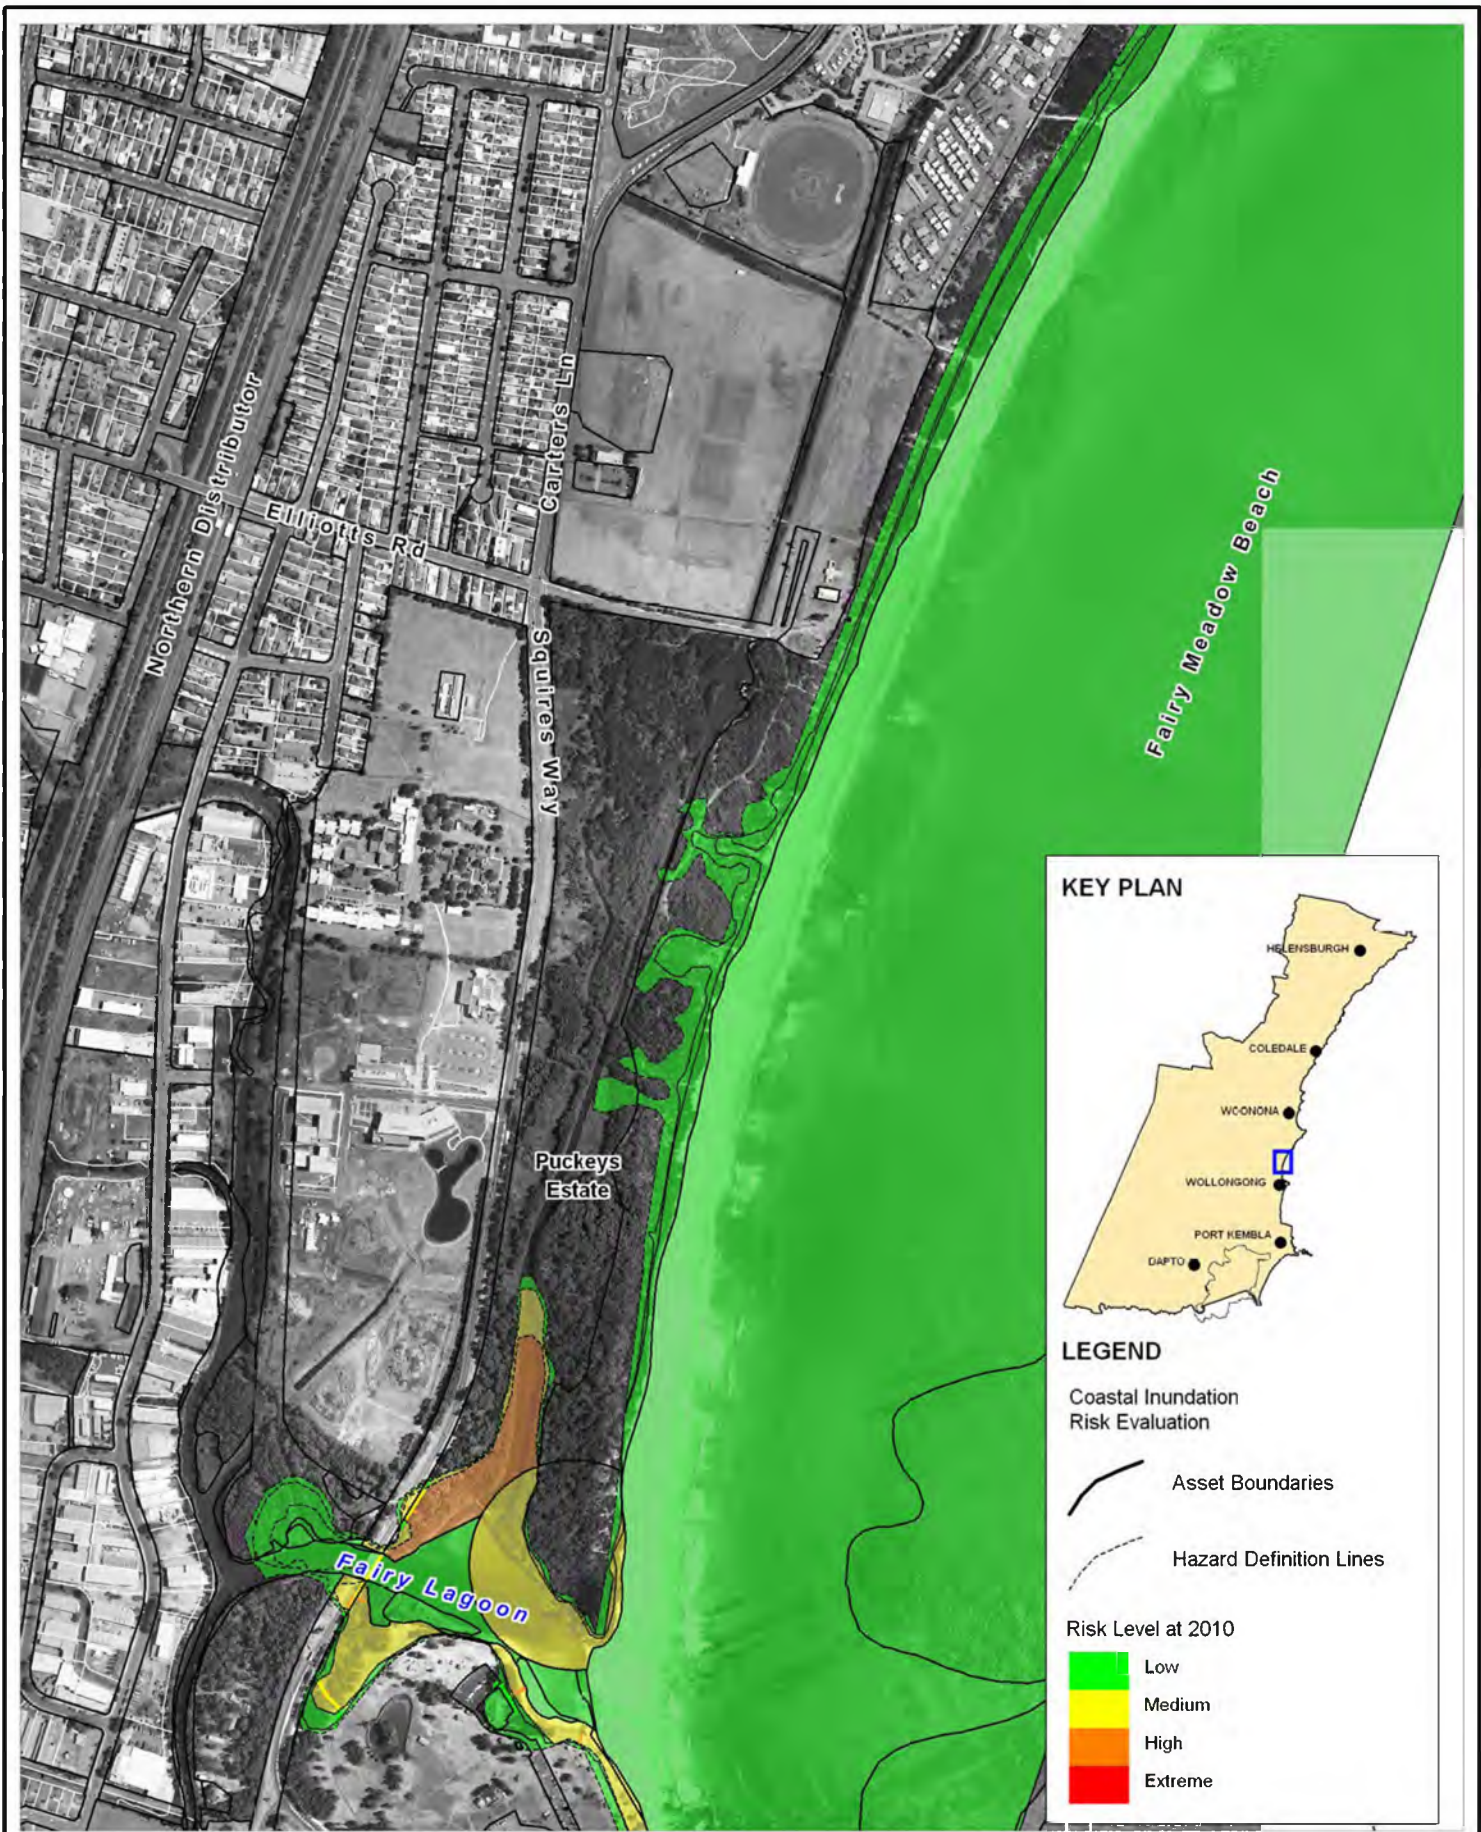 Northern Distributor
Elliotts Rd
Carters Ln
Squires Way
Fairy Meadow Beach
Puckeys
Estate
Fairy Lagoon
KEY PLAN
HELENSBURGH
COLEDALE
WOONONA
WOLLONGONG
PORT KEMBLA
DAPTO
LEGEND
Coastal Inundation
Risk Evaluation
Asset Boundaries
Hazard Definition Lines
Risk Level at 2010
Low
Medium
High
Extreme